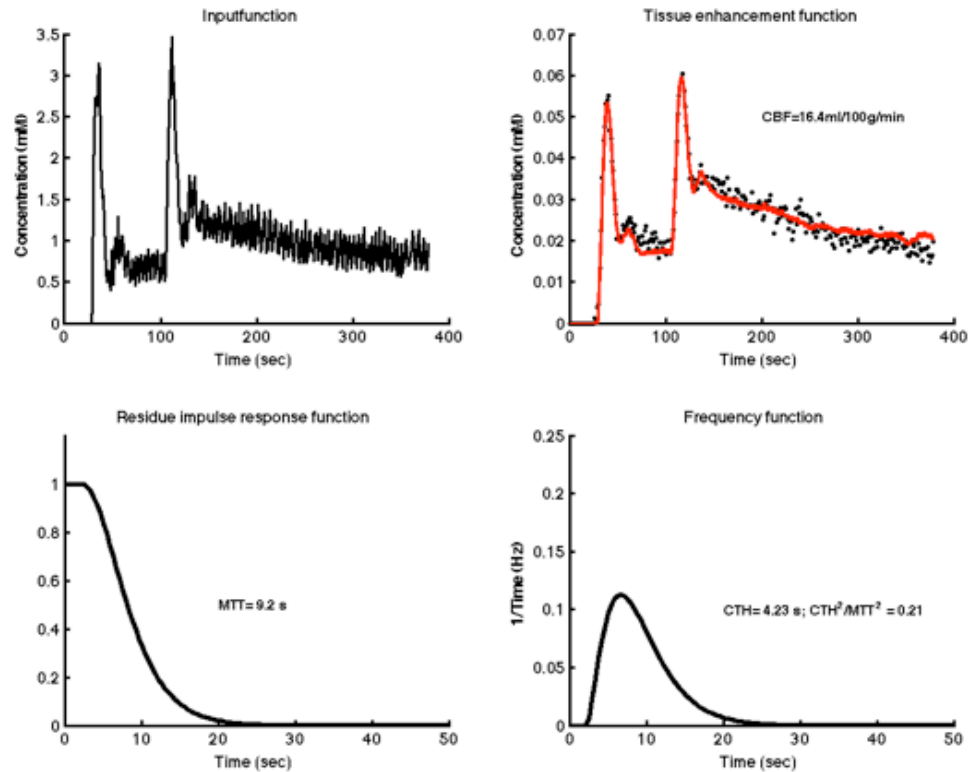 Inputfunction
3.5
3
2.5
2
1.5
1
0.5
0
Concentration (mM)
0 100 200 300 400
Time (sec)
Tissue enhancement function
0.07
0.06
0.05
0.04
0.03
0.02
0.01
0
Concentration (mM)
CBF=16.4ml/100g/min
0 100 200 300 400
Time (sec)
Residue impulse response function
1
0.8
0.6
0.4
0.2
0
MTT= 9.2 s
0 10 20 30 40 50
Time (sec)
Frequency function
0.25
0.2
0.15
0.1
0.05
0
1/Time (Hz)
CTH= 4.23 s; CTH²/MTT² = 0.21
0 10 20 30 40 50
Time (sec)